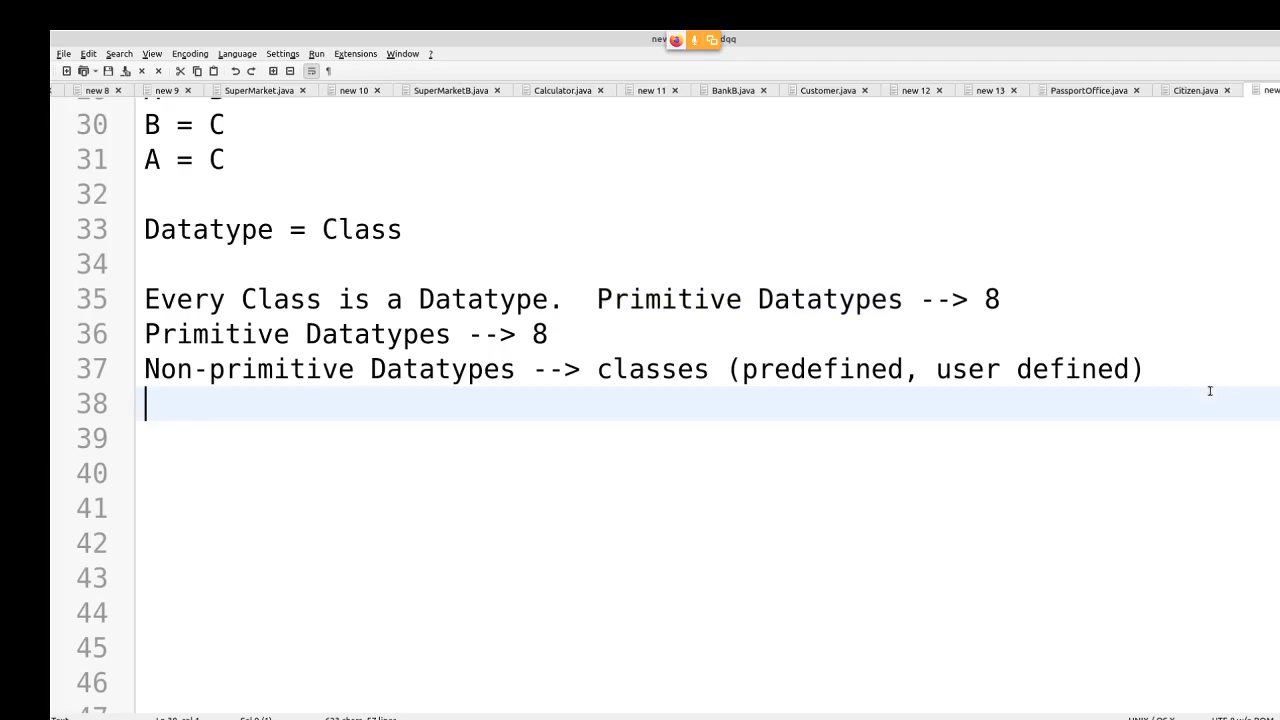 new dqq
File Edit Search View Encoding Language Settings Run Extensions Window ?
new 8 new 9 SuperMarket.java new 10 SuperMarketB.java Calculator.java new 11 BankB.java Customer.java new 12 new 13 PassportOffice.java Citizen.java new
30 B = C
31 A = C
32
33 Datatype = Class
34
35 Every Class is a Datatype.  Primitive Datatypes --> 8
36 Primitive Datatypes --> 8
37 Non-primitive Datatypes --> classes (predefined, user defined)
38
39
40
41
42
43
44
45
46